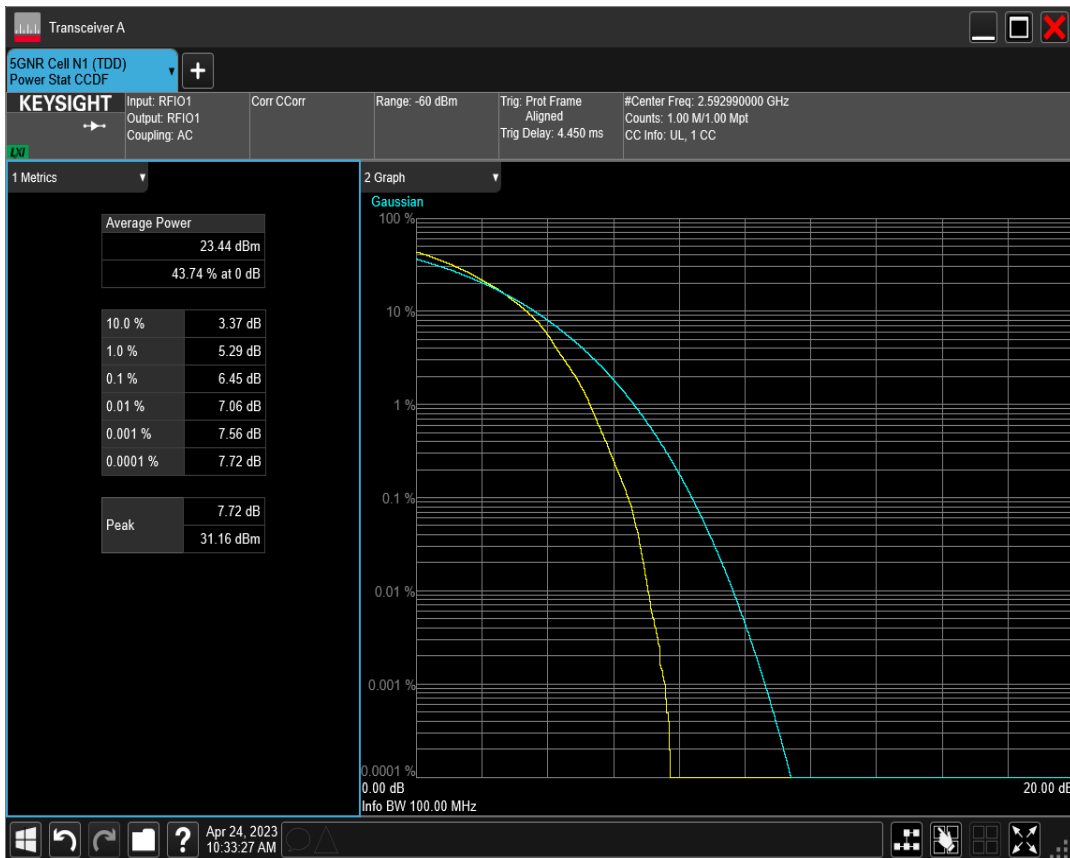 Transceiver A
5GNR Cell N1 (TDD)
Power Stat CCDF
+
KEYSIGHT
LXI
Input: RFIO1
Output: RFIO1
Coupling: AC
Corr CCorr
Range: -60 dBm
Trig: Prot Frame
Aligned
Trig Delay: 4.450 ms
#Center Freq: 2.592990000 GHz
Counts: 1.00 M/1.00 Mpt
CC Info: UL, 1 CC
1 Metrics
Average Power
23.44 dBm
43.74 % at 0 dB
10.0 % 3.37 dB
1.0 % 5.29 dB
0.1 % 6.45 dB
0.01 % 7.06 dB
0.001 % 7.56 dB
0.0001 % 7.72 dB
Peak
7.72 dB
31.16 dBm
2 Graph
Gaussian
100 %
10 %
1 %
0.1 %
0.01 %
0.001 %
0.0001 %
0.00 dB 20.00 dB
Info BW 100.00 MHz
?
Apr 24, 2023
10:33:27 AM